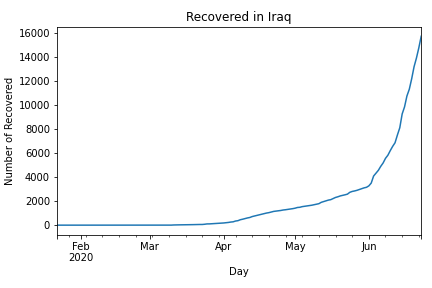 Recovered in Iraq
16000
14000
12000
10000
8000
6000
4000
2000
0
Number of Recovered
Feb
2020
Mar
Apr
May
Jun
Day